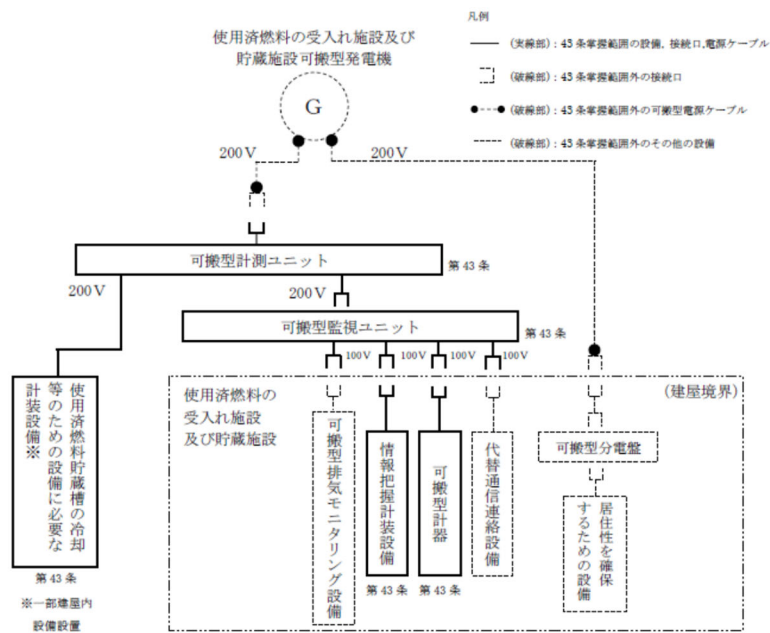 凡例
使用済燃料の受入れ施設及び
貯蔵施設可搬型発電機
(実線部):43条掌握範囲の設備,接続口,電源ケーブル
(破線部):43条掌握範囲外の接続口
(破線部):43条掌握範囲外の可搬型電源ケーブル
(破線部):43条掌握範囲外のその他の設備
G
200V
200V
可搬型計測ユニット
第43条
200V
200V
可搬型監視ユニット
第43条
100V
100V
100V
100V
使用済燃料の
受入れ施設
及び貯蔵施設
(建屋境界)
使用済燃料貯蔵槽の冷却
等のための設備に必要な
計装設備※
第43条
※一部建屋内
設備設置
可搬型排気モニタリング設備
情報把握計装設備
第43条
可搬型計器
第43条
代替通信連絡設備
可搬型分電盤
居住性を確保
するための設備